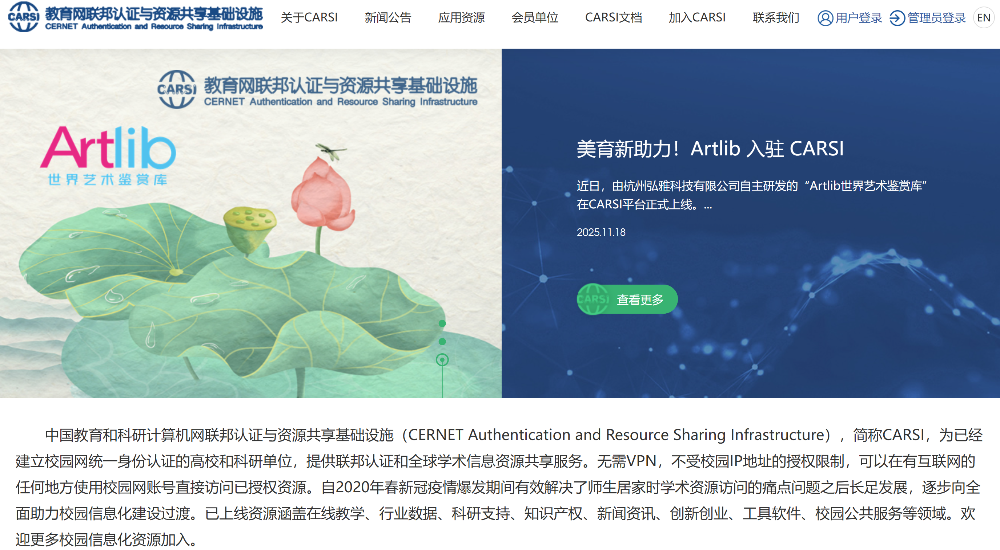 CARSI 教育网联邦认证与资源共享基础设施
CERNET Authentication and Resource Sharing Infrastructure
关于CARSI 新闻公告 应用资源 会员单位 CARSI文档 加入CARSI 联系我们 用户登录 管理员登录 EN
CARSI 教育网联邦认证与资源共享基础设施
CERNET Authentication and Resource Sharing Infrastructure
Artlib
世界艺术鉴赏库
美育新助力！Artlib 入驻 CARSI
近日，由杭州弘雅科技有限公司自主研发的“Artlib世界艺术鉴赏库”
在CARSI平台正式上线。...
2025.11.18
CARSI 查看更多
中国教育和科研计算机网联邦认证与资源共享基础设施（CERNET Authentication and Resource Sharing Infrastructure），简称CARSI，为已经
建立校园网统一身份认证的高校和科研单位，提供联邦认证和全球学术信息资源共享服务。无需VPN，不受校园IP地址的授权限制，可以在有互联网的
任何地方使用校园网账号直接访问已授权资源。自2020年春新冠疫情爆发期间有效解决了师生居家时学术资源访问的痛点问题之后长足发展，逐步向全
面助力校园信息化建设过渡。已上线资源涵盖在线教学、行业数据、科研支持、知识产权、新闻资讯、创新创业、工具软件、校园公共服务等领域。欢
迎更多校园信息化资源加入。